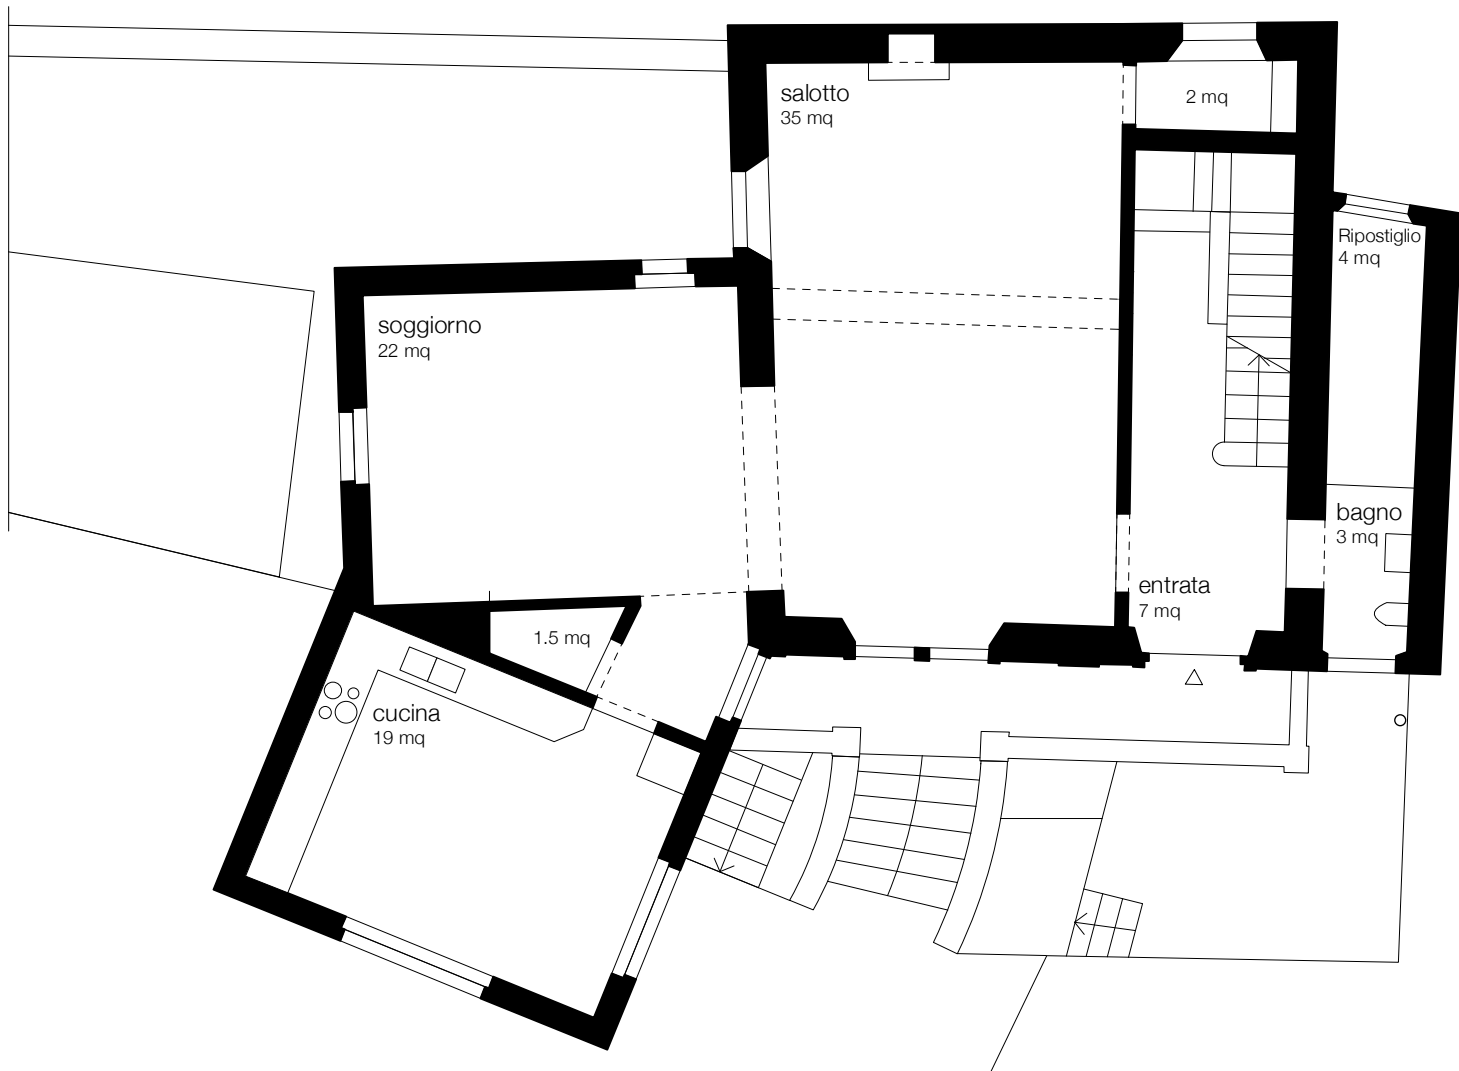 salotto
35 mq
2 mq
Ripostiglio
4 mq
soggiorno
22 mq
bagno
3 mq
entrata
7 mq
1.5 mq
cucina
19 mq